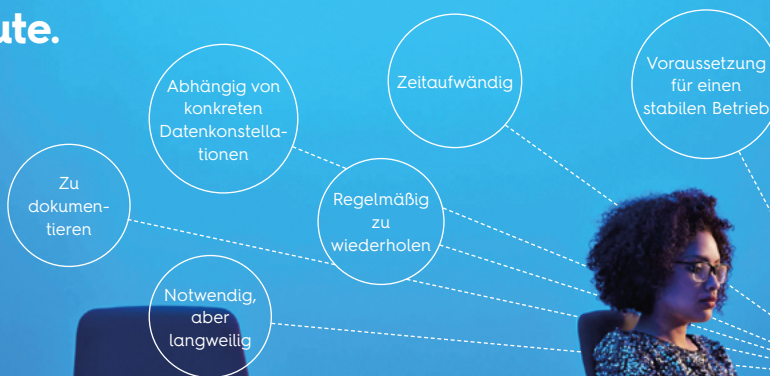 ute.
Abhängig von
konkreten
Datenkonstella-
tionen
Zeitaufwändig
Voraussetzung
für einen
stabilen Betrieb
Zu
dokumen-
tieren
Regelmäßig
zu
wiederholen
Notwendig,
aber
langweilig